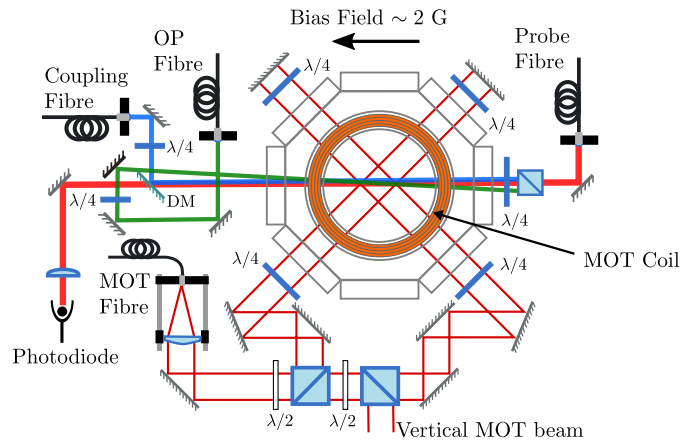 Bias Field ∼ 2 G
OP
Fibre
Probe
Fibre
Coupling
Fibre
λ/4
λ/4
λ/4
λ/4
DM
λ/4
λ/4
λ/4
MOT Coil
MOT
Fibre
Photodiode
λ/2
λ/2
Vertical MOT beam